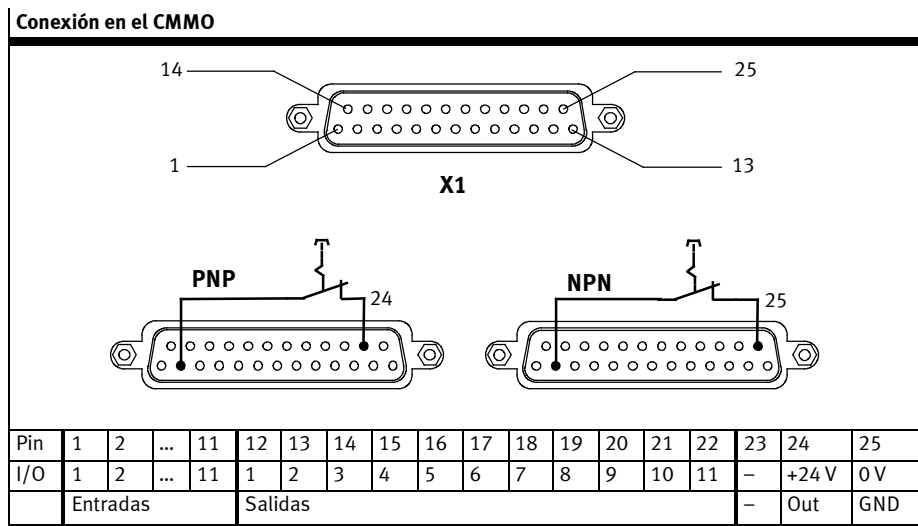 Conexión en el CMMO
14 25
1 13
X1
PNP 24
NPN 25
Pin 1 2 ... 11 12 13 14 15 16 17 18 19 20 21 22 23 24 25
I/O 1 2 ... 11 1 2 3 4 5 6 7 8 9 10 11 – +24 V 0 V
Entradas Salidas – Out GND